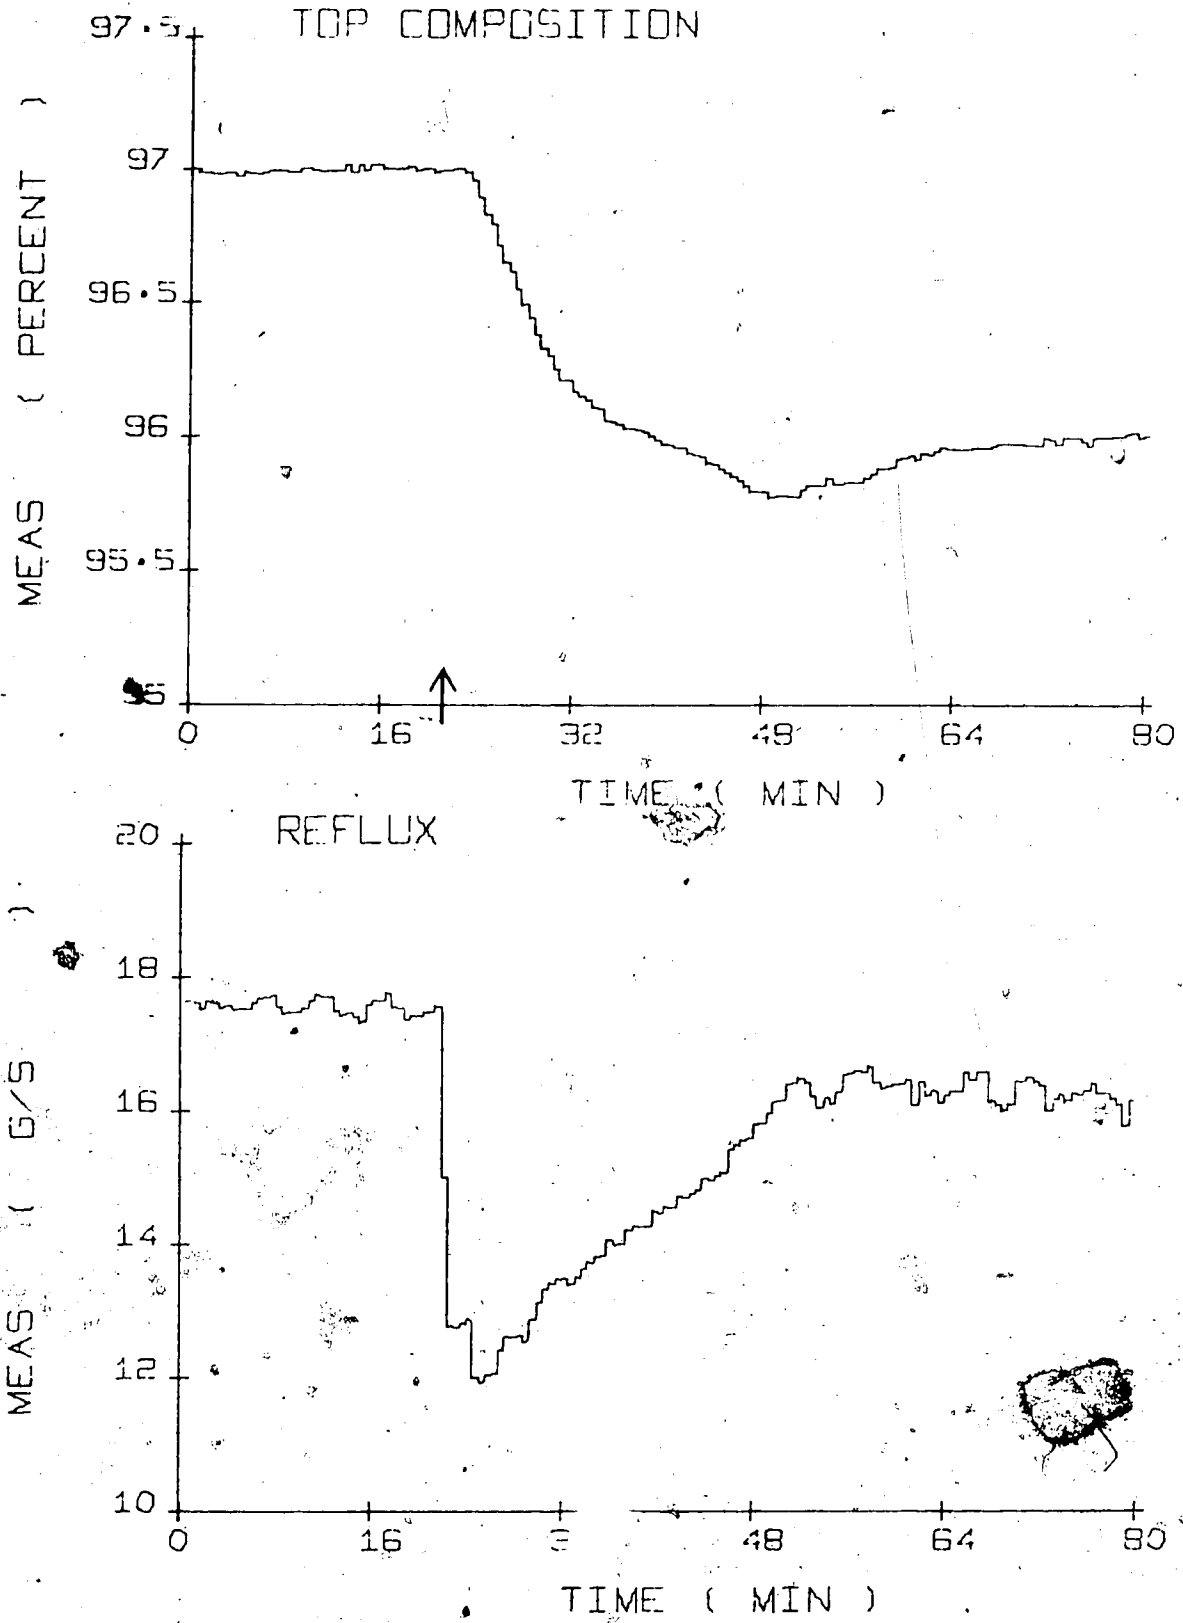 TOP COMPOSITION
97.5
97
96.5
96
95.5
MEAS ( PERCENT )
0 16 32 48 64 80
TIME ( MIN )
REFLUX
20
18
16
14
12
10
MEAS ( G/S )
0 16 3 48 64 80
TIME ( MIN )